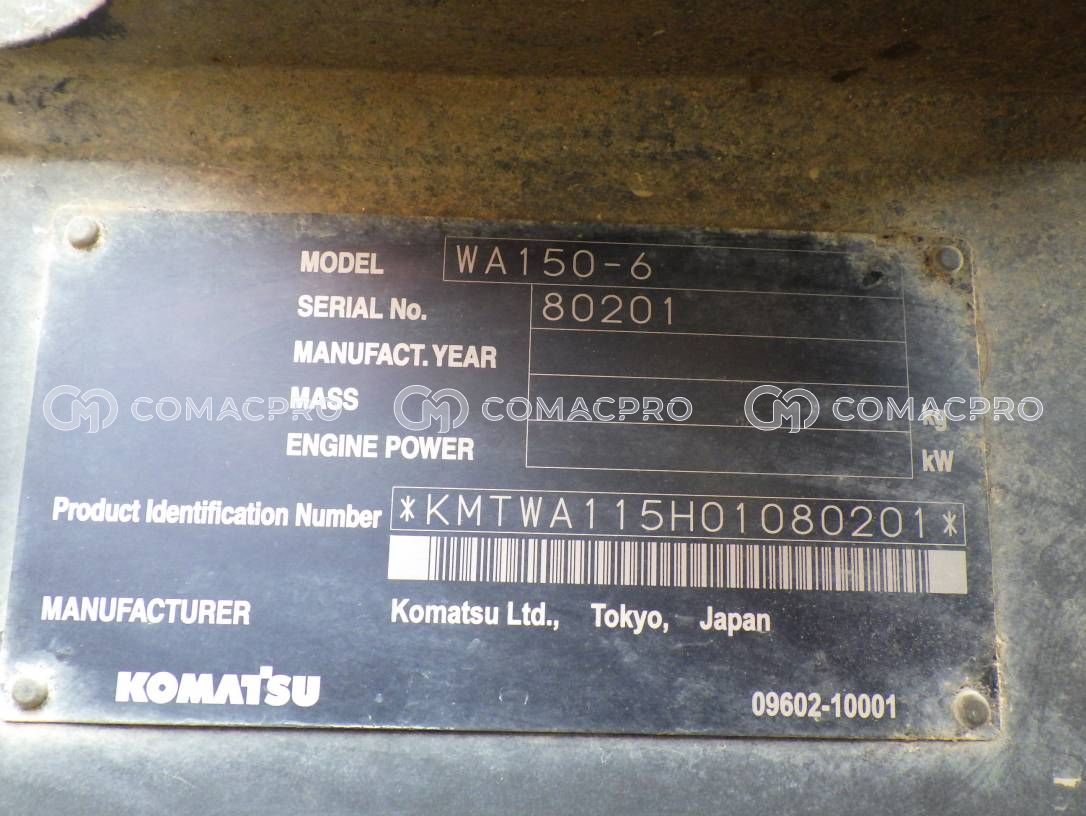 MODEL WA150-6
SERIAL No. 80201
MANUFACT. YEAR
MASS kg
COMACPRO COMACPRO COMACPRO
ENGINE POWER kW
Product Identification Number *KMTWA115H01080201*
MANUFACTURER Komatsu Ltd., Tokyo, Japan
KOMATSU 09602-10001